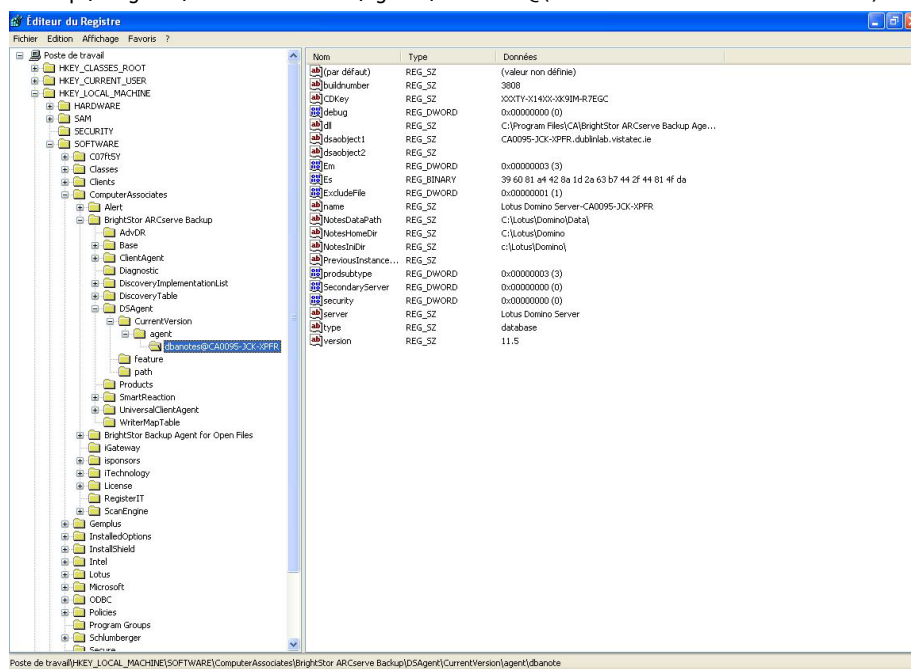 Éditeur du Registre
Fichier Edition Affichage Favoris ?
Poste de travail
HKEY_CLASSES_ROOT
HKEY_CURRENT_USER
HKEY_LOCAL_MACHINE
HARDWARE
SAM
SECURITY
SOFTWARE
C07ft5Y
Classes
Clients
ComputerAssociates
Alert
BrightStor ARCserve Backup
AdvDR
Base
ClientAgent
Diagnostic
DiscoveryImplementationList
DiscoveryTable
DSAgent
CurrentVersion
agent
dbanotes@CA0095-JCK-XPFR
feature
path
Products
SmartReaction
UniversalClientAgent
WriterMapTable
BrightStor Backup Agent for Open Files
iGateway
isponsors
iTechnology
License
RegisterIT
ScanEngine
Gemplus
InstalledOptions
InstallShield
Intel
Lotus
Microsoft
ODBC
Policies
Program Groups
Schlumberger
Secure
Nom Type Données
(par défaut) REG_SZ (valeur non définie)
buildnumber REG_SZ 3808
CDKey REG_SZ XXXTY-X14XX-XK9IM-R7EGC
debug REG_DWORD 0x00000000 (0)
dll REG_SZ C:\Program Files\CA\BrightStor ARCserve Backup Age...
dsaobject1 REG_SZ CA0095-JCK-XPFR.dublinlab.vistatec.ie
dsaobject2 REG_SZ
Em REG_DWORD 0x00000003 (3)
Es REG_BINARY 39 60 81 a4 42 8a 1d 2a 63 b7 44 2f 44 81 4f da
ExcludeFile REG_DWORD 0x00000001 (1)
name REG_SZ Lotus Domino Server-CA0095-JCK-XPFR
NotesDataPath REG_SZ C:\Lotus\Domino\Data\
NotesHomeDir REG_SZ C:\Lotus\Domino
NotesIniDir REG_SZ c:\Lotus\Domino\
PreviousInstance... REG_SZ
prodsubtype REG_DWORD 0x00000003 (3)
SecondaryServer REG_DWORD 0x00000000 (0)
security REG_DWORD 0x00000000 (0)
server REG_SZ Lotus Domino Server
type REG_SZ database
version REG_SZ 11.5
Poste de travail\HKEY_LOCAL_MACHINE\SOFTWARE\ComputerAssociates\BrightStor ARCserve Backup\DSAgent\CurrentVersion\agent\dbanote